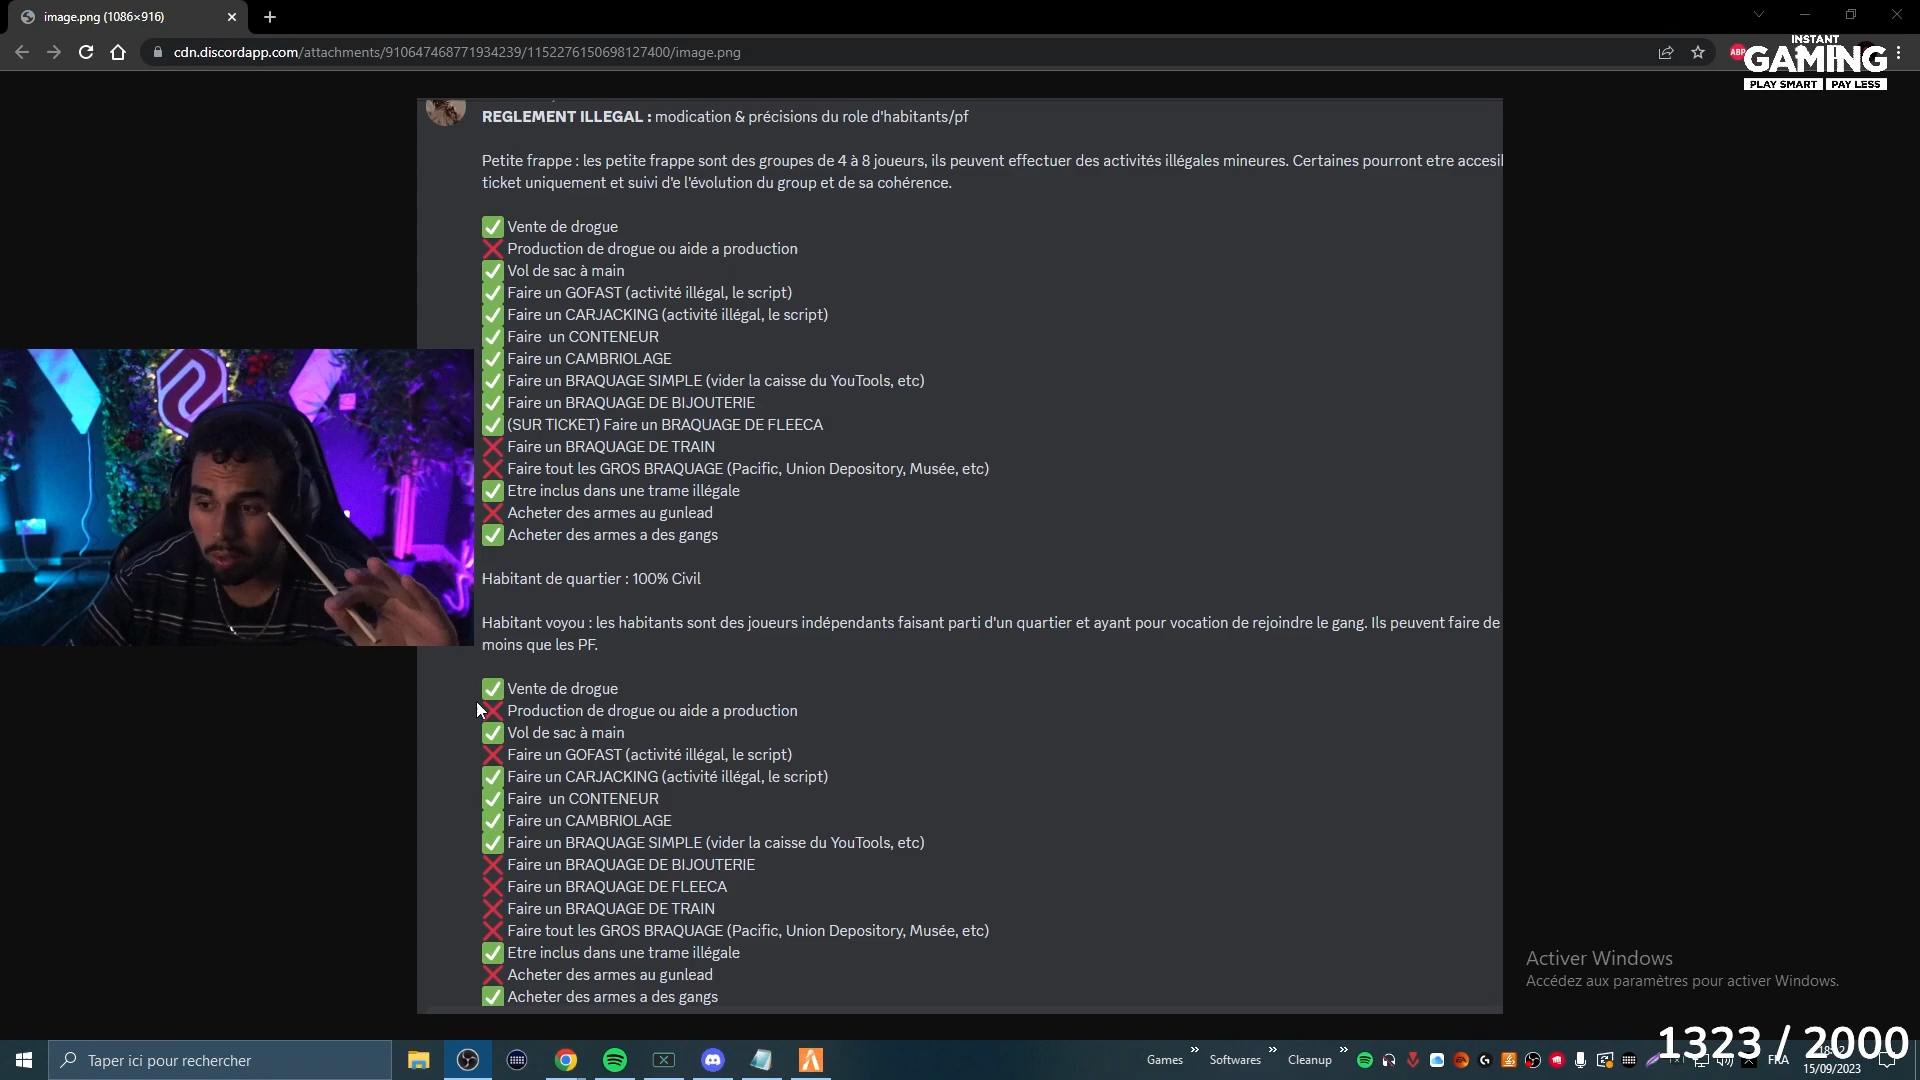 image.png (1086×916)
cdn.discordapp.com/attachments/910647468771934239/1152276150698127400/image.png
ABP
INSTANT
GAMING
PLAY SMART PAY LESS
REGLEMENT ILLEGAL : modication & précisions du role d'habitants/pf
Petite frappe : les petite frappe sont des groupes de 4 à 8 joueurs, ils peuvent effectuer des activités illégales mineures. Certaines pourront etre
ticket uniquement et suivi d'e l'évolution du group et de sa cohérence.
✅ Vente de drogue
❌ Production de drogue ou aide a production
✅ Vol de sac à main
✅ Faire un GOFAST (activité illégal, le script)
✅ Faire un CARJACKING (activité illégal, le script)
✅ Faire un CONTENEUR
✅ Faire un CAMBRIOLAGE
✅ Faire un BRAQUAGE SIMPLE (vider la caisse du YouTools, etc)
✅ Faire un BRAQUAGE DE BIJOUTERIE
✅ (SUR TICKET) Faire un BRAQUAGE DE FLEECA
❌ Faire un BRAQUAGE DE TRAIN
❌ Faire tout les GROS BRAQUAGE (Pacific, Union Depository, Musée, etc)
✅ Etre inclus dans une trame illégale
❌ Acheter des armes au gunlead
✅ Acheter des armes a des gangs
Habitant de quartier : 100% Civil
Habitant voyou : les habitants sont des joueurs indépendants faisant parti d'un quartier et ayant pour vocation de rejoindre le gang. Ils peuvent faire de
moins que les PF.
✅ Vente de drogue
❌ Production de drogue ou aide a production
✅ Vol de sac à main
❌ Faire un GOFAST (activité illégal, le script)
✅ Faire un CARJACKING (activité illégal, le script)
✅ Faire un CONTENEUR
✅ Faire un CAMBRIOLAGE
✅ Faire un BRAQUAGE SIMPLE (vider la caisse du YouTools, etc)
❌ Faire un BRAQUAGE DE BIJOUTERIE
❌ Faire un BRAQUAGE DE FLEECA
❌ Faire un BRAQUAGE DE TRAIN
❌ Faire tout les GROS BRAQUAGE (Pacific, Union Depository, Musée, etc)
✅ Etre inclus dans une trame illégale
❌ Acheter des armes au gunlead
✅ Acheter des armes a des gangs
Activer Windows
Accédez aux paramètres pour activer Windows.
1323 / 2000
Taper ici pour rechercher
Games
Softwares
Cleanup
FRA
15/09/2023